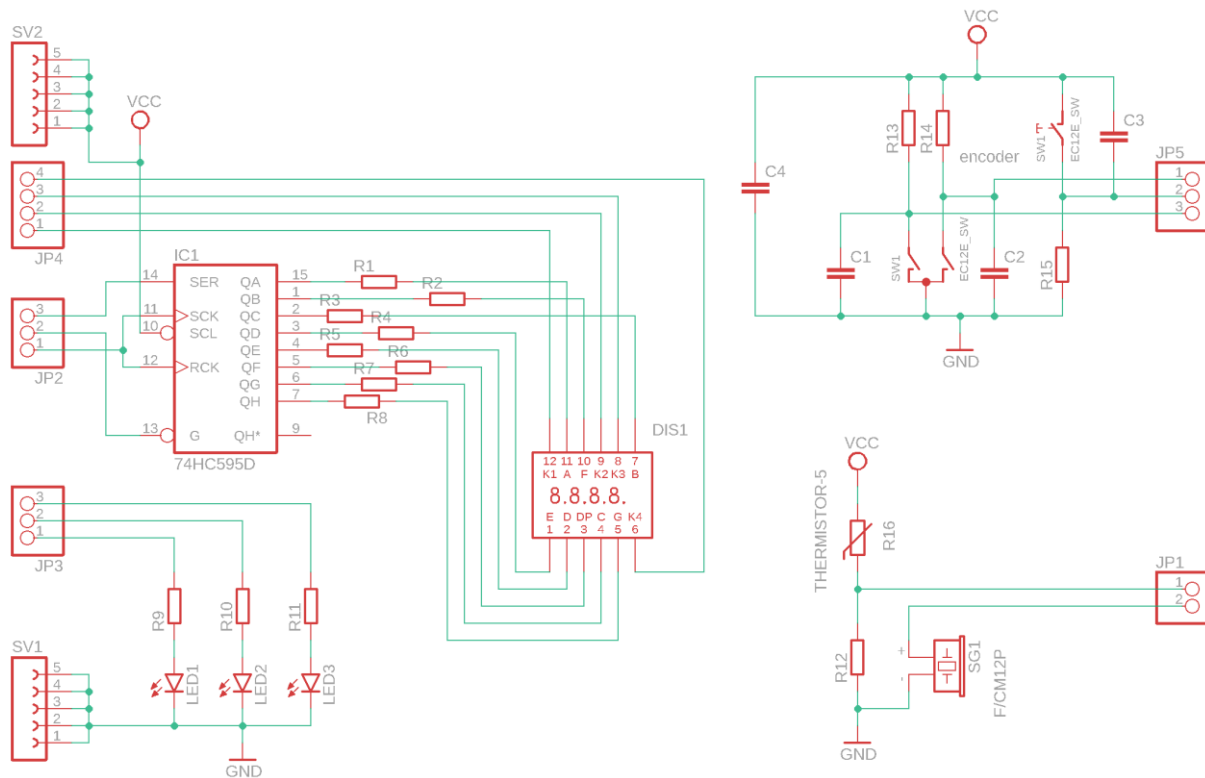 SV2
5
4
3
2
1
VCC
4
3
2
1
JP4
IC1
14 SER QA 15
QB 1
11 SCK QC 2
10 SCL QD 3
QE 4
12 RCK QF 5
QG 6
QH 7
13 G QH* 9
74HC595D
3
2
1
JP2
R1
R2
R3
R4
R5
R6
R7
R8
DIS1
12 11 10 9 8 7
K1 A F K2 K3 B
8.8.8.8.
E D DP C G K4
1 2 3 4 5 6
3
2
1
JP3
R9
R10
R11
LED1
LED2
LED3
SV1
5
4
3
2
1
GND
VCC
C4
R13
R14
encoder
SW1
EC12E_SW
C3
JP5
1
2
3
C1
SW1
EC12E_SW
C2
R15
GND
VCC
THERMISTOR-5
R16
JP1
1
2
R12
+
-
SG1
F/CM12P
GND